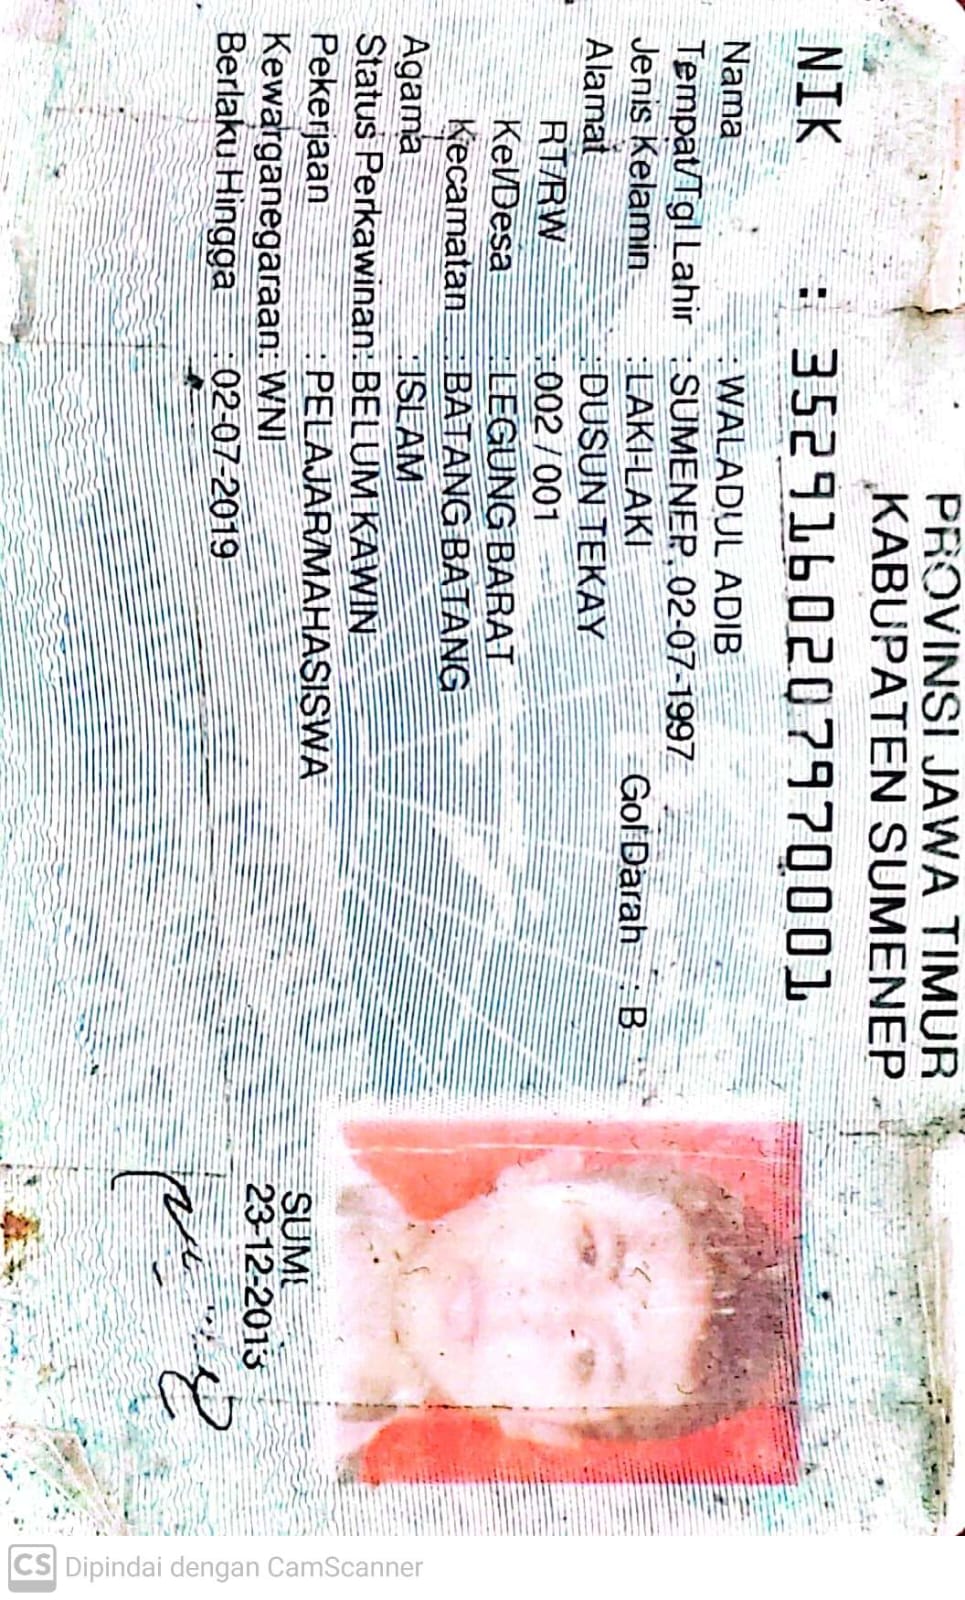 PROVINSI JAWA TIMUR
KABUPATEN SUMENEP
NIK : 3529160207970001
Nama : WALADUL ADIB
Tempat/Tgl Lahir : SUMENEP, 02-07-1997
Jenis Kelamin : LAKI-LAKI Gol Darah : B
Alamat : DUSUN TEKAY
RT/RW : 002 / 001
Kel/Desa : LEGUNG BARAT
Kecamatan : BATANG BATANG
Agama : ISLAM
Status Perkawinan: BELUM KAWIN
Pekerjaan : PELAJAR/MAHASISWA
Kewarganegaraan: WNI
Berlaku Hingga : 02-07-2019
23-12-2013
CS Dipindai dengan CamScanner